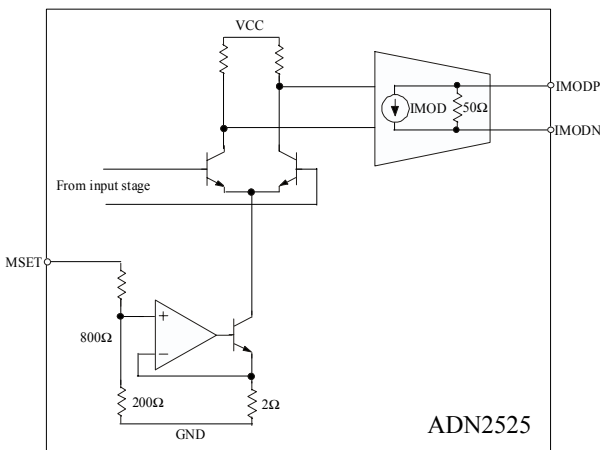 VCC
IMOD
50Ω
IMODP
IMODN
From input stage
MSET
+
800Ω
−
200Ω
2Ω
GND
ADN2525